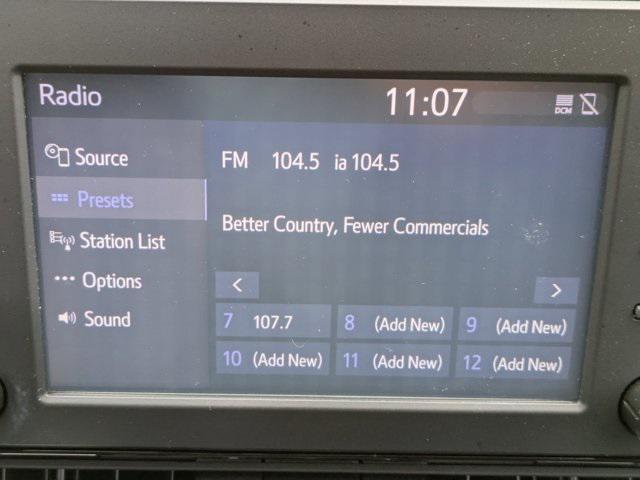 Radio 11:07 DCM
Source
Presets
Station List
Options
Sound
FM 104.5 ia 104.5
Better Country, Fewer Commercials
< >
7 107.7 8 (Add New) 9 (Add New)
10 (Add New) 11 (Add New) 12 (Add New)